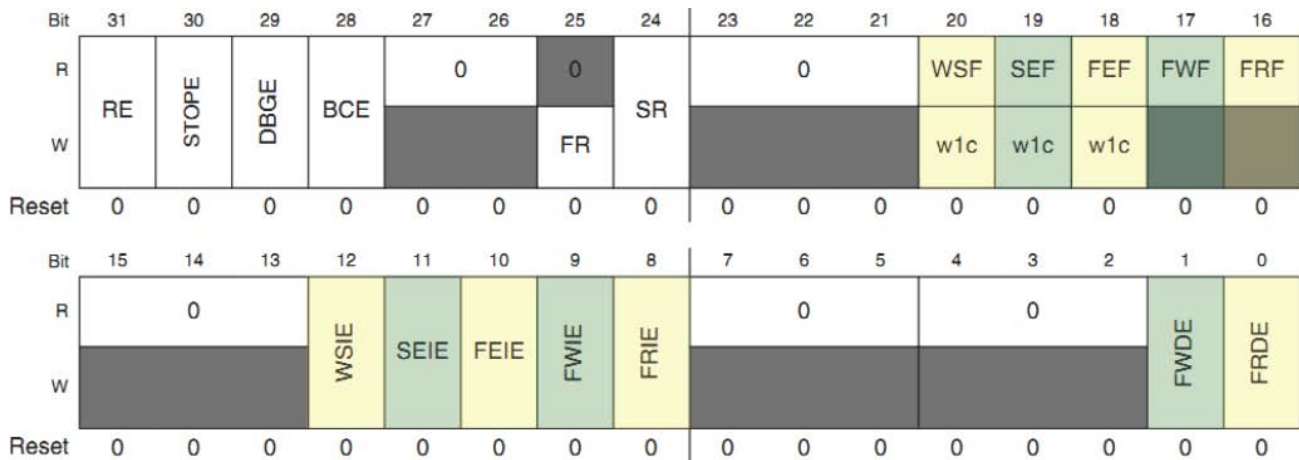 Bit 31 30 29 28 27 26 25 24 23 22 21 20 19 18 17 16
R RE STOPE DBGE BCE 0 0 SR 0 WSF SEF FEF FWF FRF
W FR w1c w1c w1c
Reset 0 0 0 0 0 0 0 0 0 0 0 0 0 0 0 0
Bit 15 14 13 12 11 10 9 8 7 6 5 4 3 2 1 0
R 0 WSIE SEIE FEIE FWIE FRIE 0 0 FWDE FRDE
W
Reset 0 0 0 0 0 0 0 0 0 0 0 0 0 0 0 0